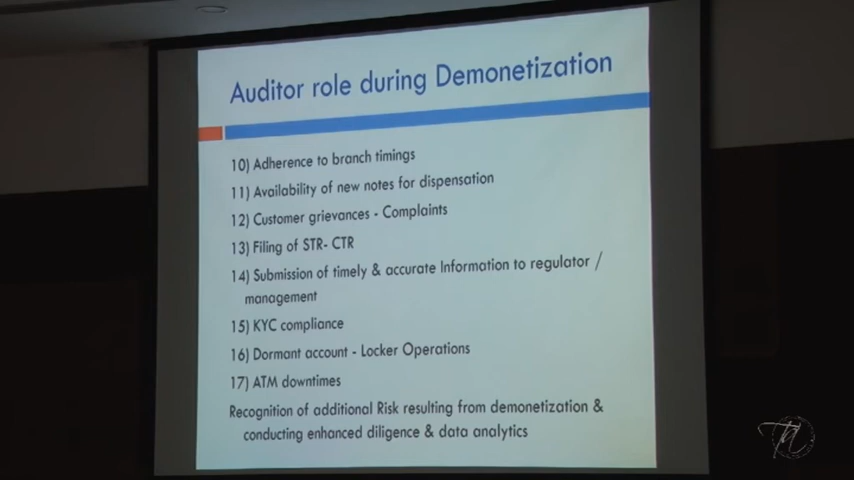 Auditor role during Demonetization
10) Adherence to branch timings
11) Availability of new notes for dispensation
12) Customer grievances - Complaints
13) Filing of STR- CTR
14) Submission of timely & accurate Information to regulator /
management
15) KYC compliance
16) Dormant account - Locker Operations
17) ATM downtimes
Recognition of additional Risk resulting from demonetization &
conducting enhanced diligence & data analytics